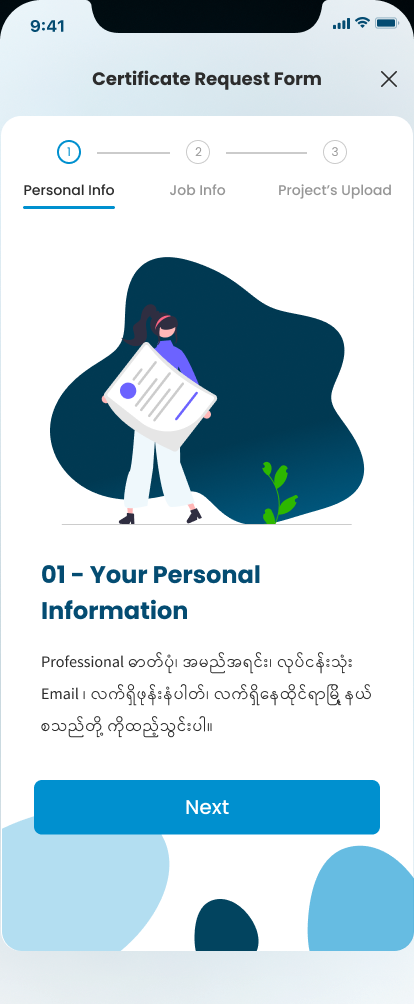 9:41
Certificate Request Form
1
2
3
Personal Info
Job Info
Project's Upload
01 - Your Personal
Information
Professional ဓာတ်ပုံ၊ အမည်အရင်း၊ လုပ်ငန်းသုံး
Email ၊ လက်ရှိဖုန်းနံပါတ်၊ လက်ရှိနေထိုင်ရာမြို့ နယ်
စသည်တို့ ကိုထည့်သွင်းပါ။
Next